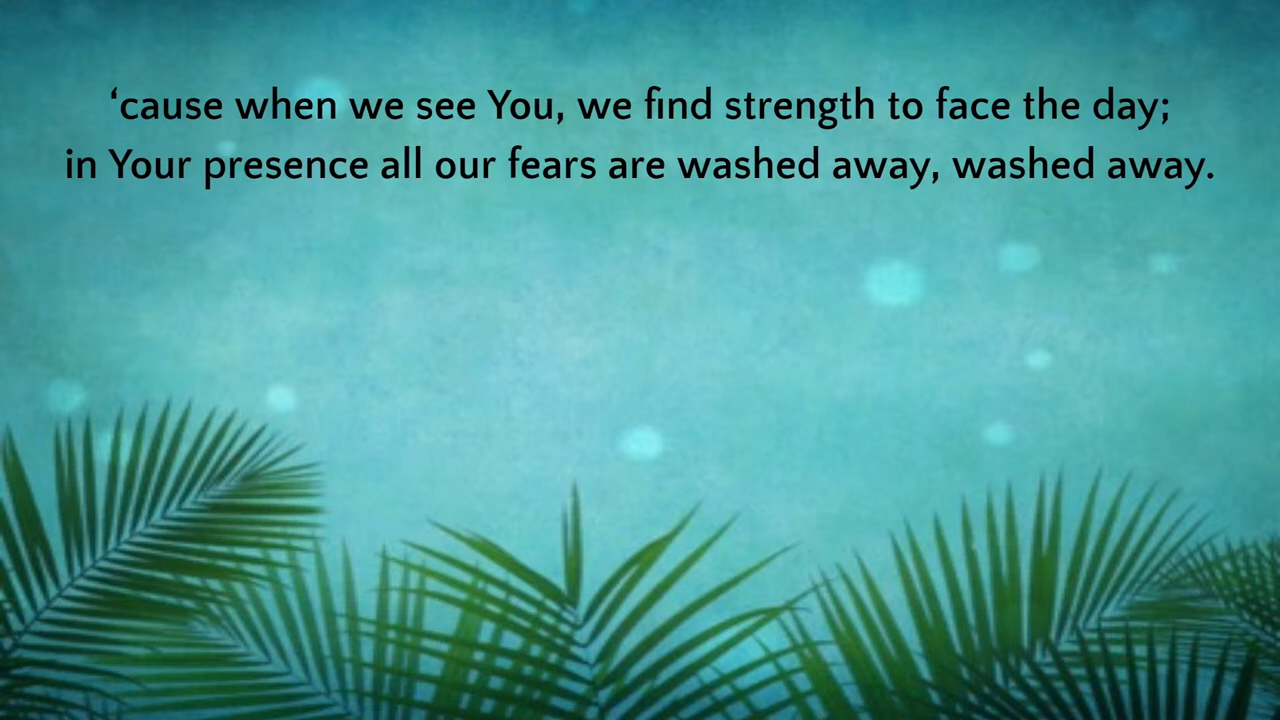 ‘cause when we see You, we find strength to face the day;
in Your presence all our fears are washed away, washed away.